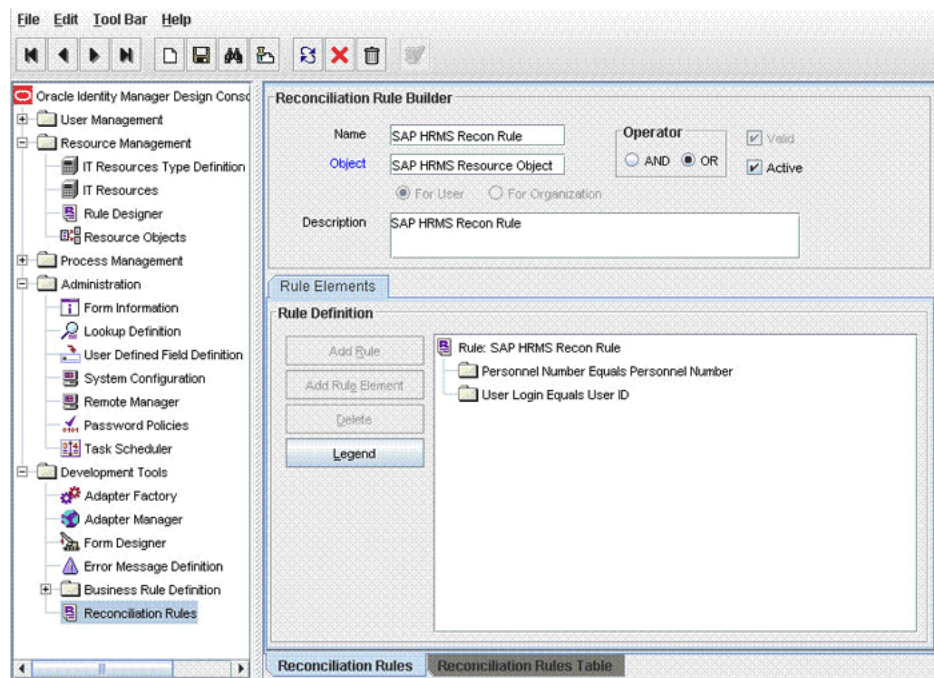 File Edit Tool Bar Help
Oracle Identity Manager Design Conso
User Management
Resource Management
IT Resources Type Definition
IT Resources
Rule Designer
Resource Objects
Process Management
Administration
Form Information
Lookup Definition
User Defined Field Definition
System Configuration
Remote Manager
Password Policies
Task Scheduler
Development Tools
Adapter Factory
Adapter Manager
Form Designer
Error Message Definition
Business Rule Definition
Reconciliation Rules
Reconciliation Rule Builder
Name SAP HRMS Recon Rule
Operator
Valid
Object SAP HRMS Resource Object
AND OR
Active
For User For Organization
Description SAP HRMS Recon Rule
Rule Elements
Rule Definition
Add Rule
Add Rule Element
Delete
Legend
Rule: SAP HRMS Recon Rule
Personnel Number Equals Personnel Number
User Login Equals User ID
Reconciliation Rules Reconciliation Rules Table